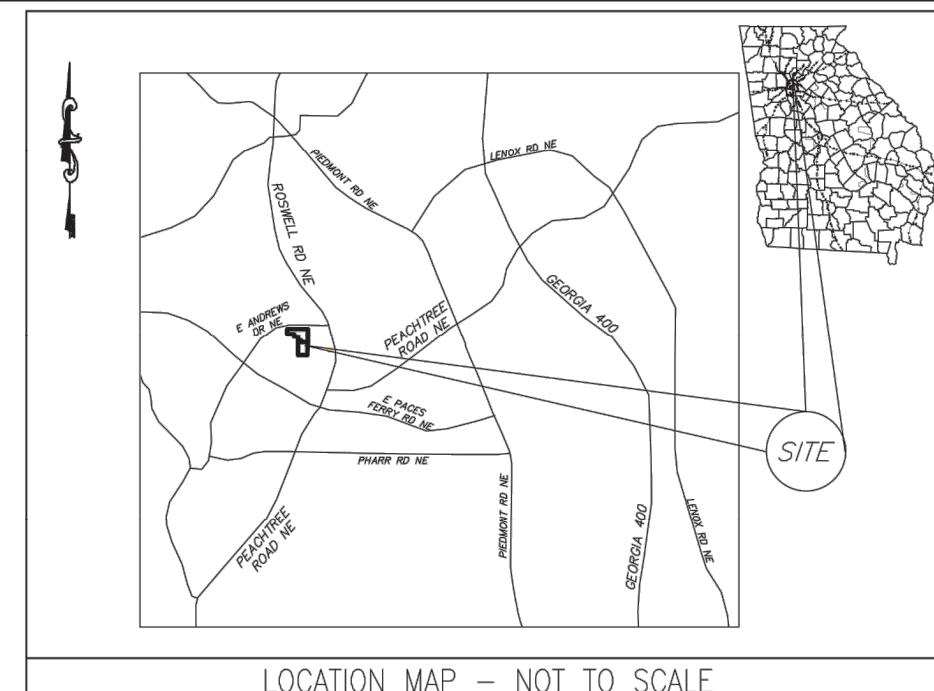 PIEDMONT RD NE
LENOX RD NE
ROSWELL RD NE
GEORGIA 400
E ANDREWS
DR NE
PEACHTREE
ROAD NE
E PACES
FERRY RD NE
SITE
PHARR RD NE
PIEDMONT RD NE
LENOX RD NE
GEORGIA 400
PEACHTREE
ROAD NE
LOCATION MAP – NOT TO SCALE